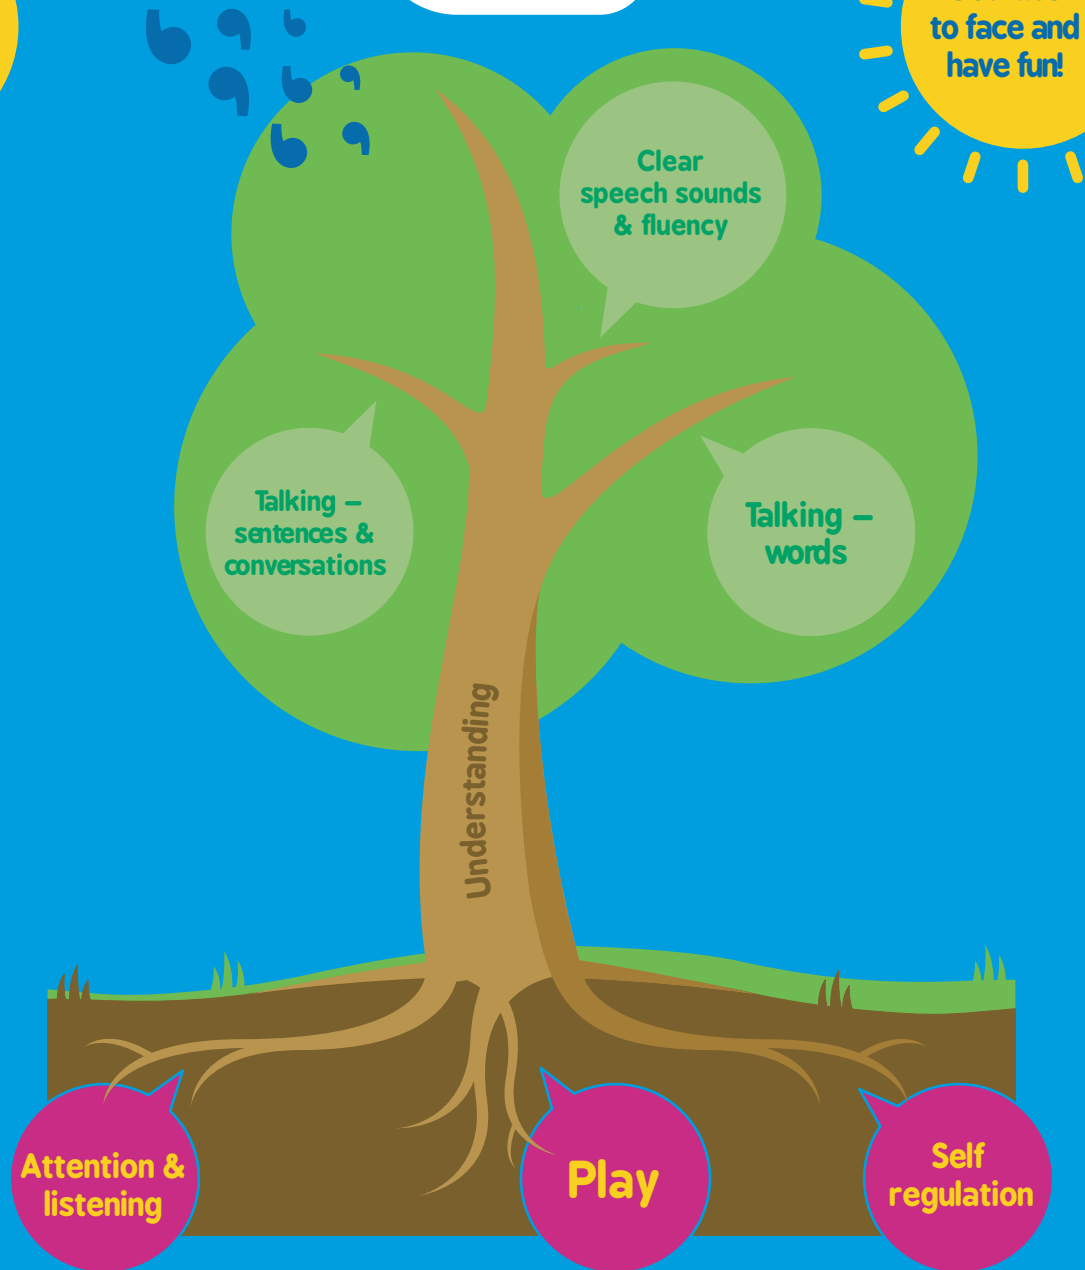 to face and
have fun!
Clear
speech sounds
& fluency
Talking –
sentences &
conversations
Talking –
words
Understanding
Attention &
listening
Play
Self
regulation